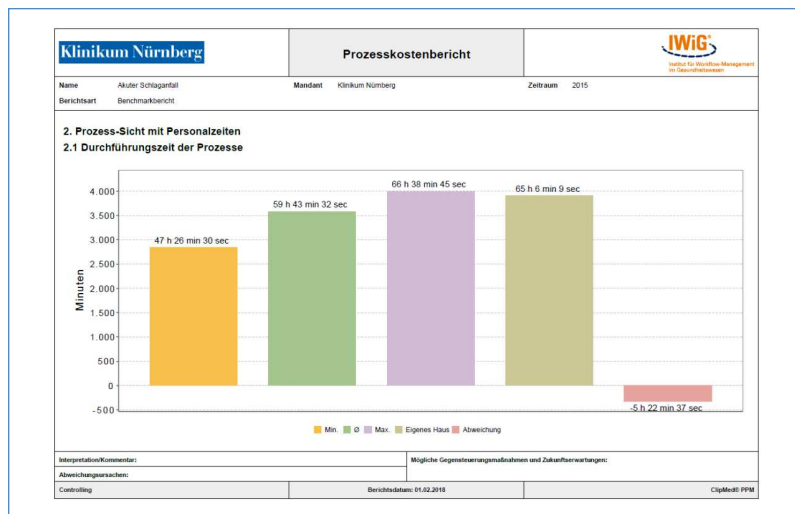 Klinikum Nürnberg
Prozesskostenbericht
IWiG
Institut für Workflow-Management
im Gesundheitswesen
Name Akuter Schlaganfall Mandant Klinikum Nürnberg Zeitraum 2015
Berichtsart Benchmarkbericht
2. Prozess-Sicht mit Personalzeiten
2.1 Durchführungszeit der Prozesse
Minuten
4.000
3.500
3.000
2.500
2.000
1.500
1.000
500
0
-500
47 h 26 min 30 sec
59 h 43 min 32 sec
66 h 38 min 45 sec
65 h 6 min 9 sec
-5 h 22 min 37 sec
Min. Ø Max. Eigenes Haus Abweichung
Interpretation/Kommentar: Mögliche Gegensteuerungsmaßnahmen und Zukunftserwartungen:
Abweichungsursachen:
Controlling Berichtsdatum: 01.02.2018 ClipMed® PPM